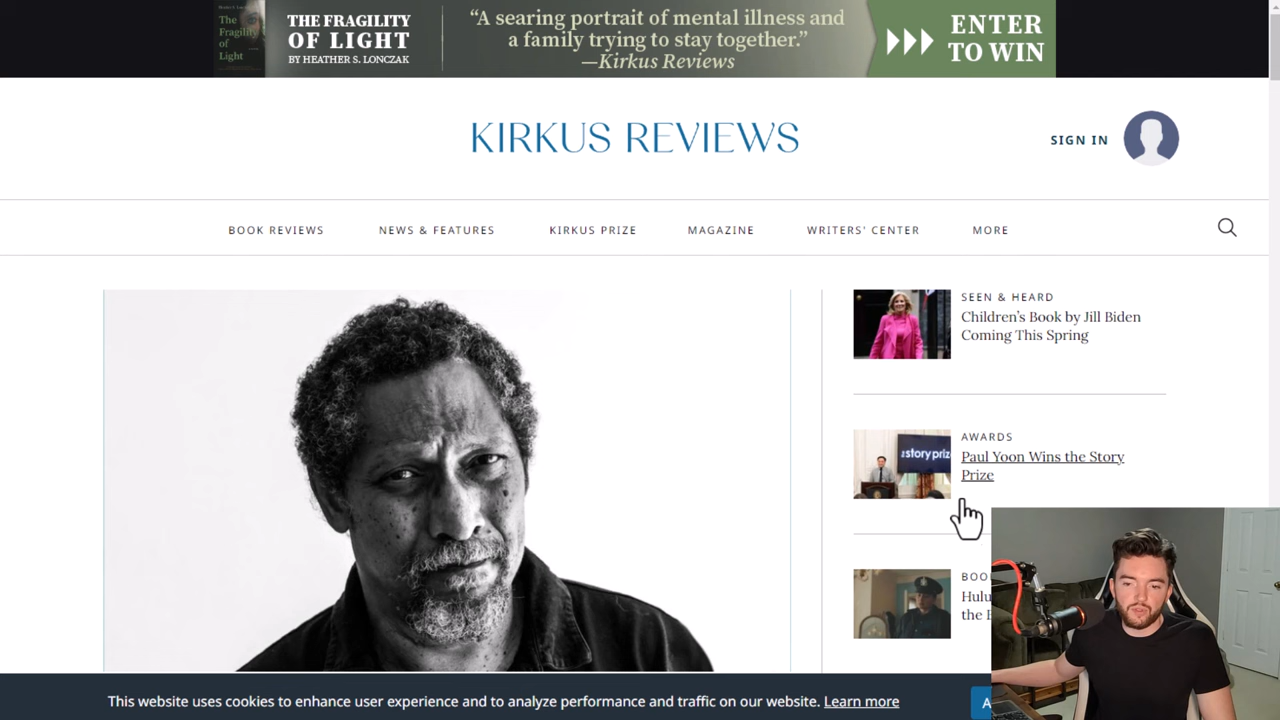 The
Fragility
of
Light
THE FRAGILITY
OF LIGHT
BY HEATHER S. LONCZAK
“A searing portrait of mental illness and
a family trying to stay together.”
—Kirkus Reviews
ENTER
TO WIN
KIRKUS REVIEWS
SIGN IN
BOOK REVIEWS
NEWS & FEATURES
KIRKUS PRIZE
MAGAZINE
WRITERS' CENTER
MORE
SEEN & HEARD
Children’s Book by Jill Biden
Coming This Spring
AWARDS
Paul Yoon Wins the Story
Prize
BOO
Hulu
the
This website uses cookies to enhance user experience and to analyze performance and traffic on our website. Learn more
A